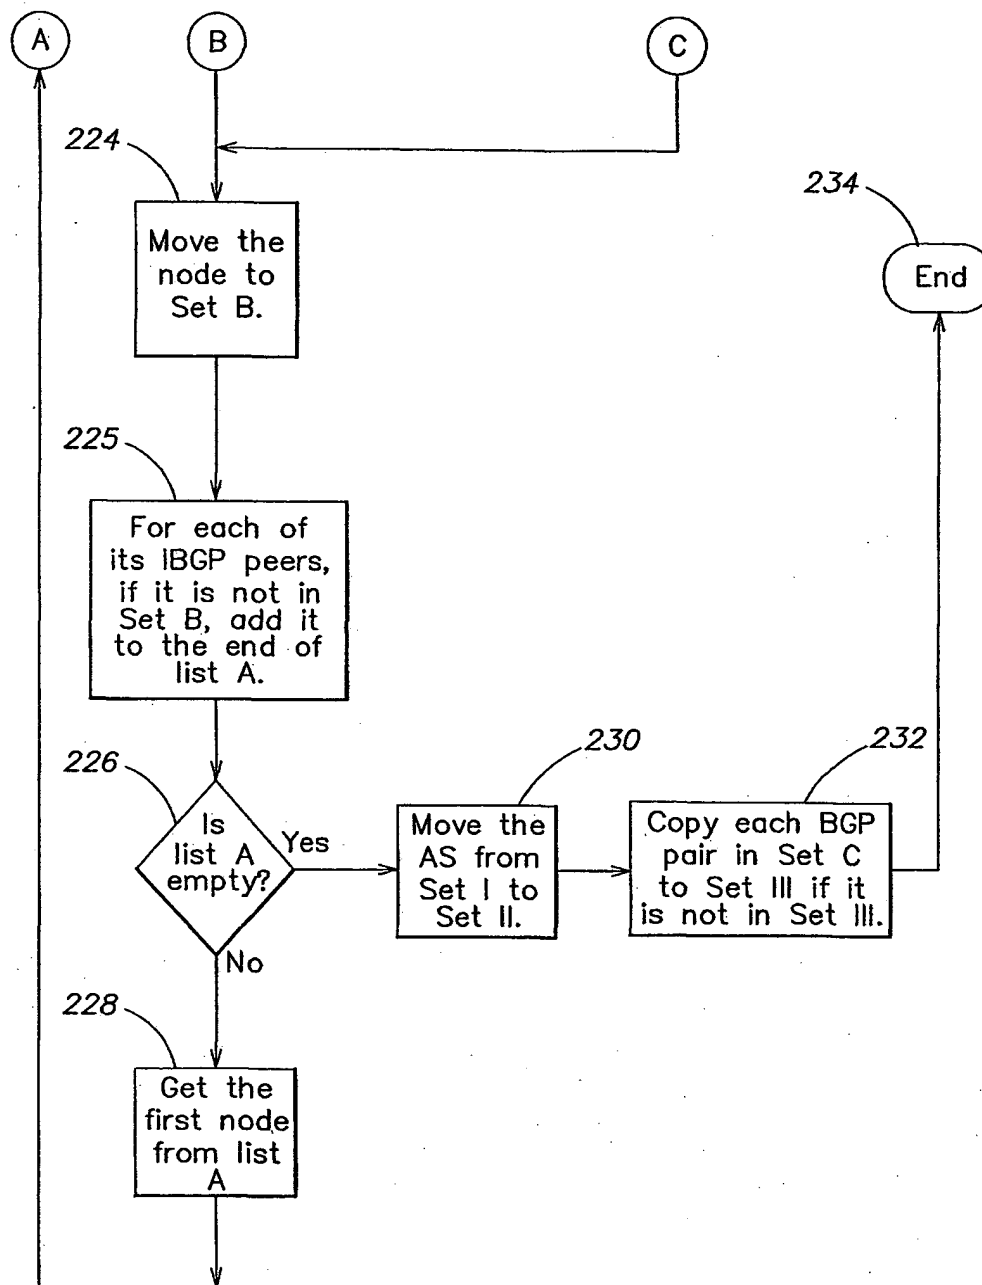 A
B
C
224
Move the
node to
Set B.
234
End
225
For each of
its IBGP peers,
if it is not in
Set B, add it
to the end of
list A.
226
Is
list A
empty?
Yes
No
230
Move the
AS from
Set I to
Set II.
232
Copy each BGP
pair in Set C
to Set III if it
is not in Set III.
228
Get the
first node
from list
A